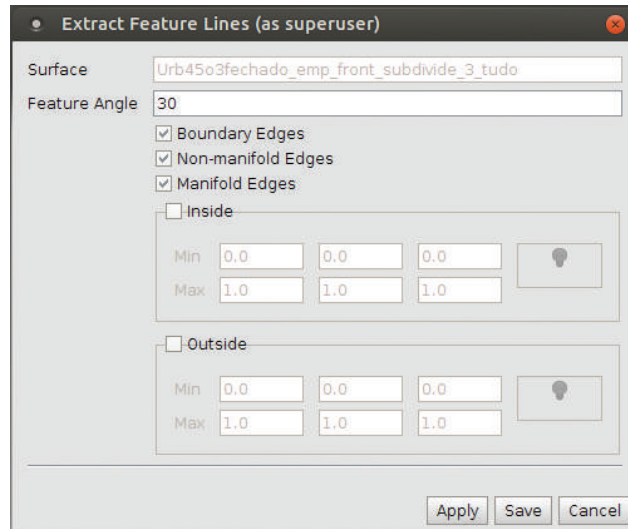 Extract Feature Lines (as superuser)
Surface Urb45o3fechado_emp_front_subdivide_3_tudo
Feature Angle 30
Boundary Edges
Non-manifold Edges
Manifold Edges
Inside
Min 0.0 0.0 0.0
Max 1.0 1.0 1.0
Outside
Min 0.0 0.0 0.0
Max 1.0 1.0 1.0
Apply Save Cancel